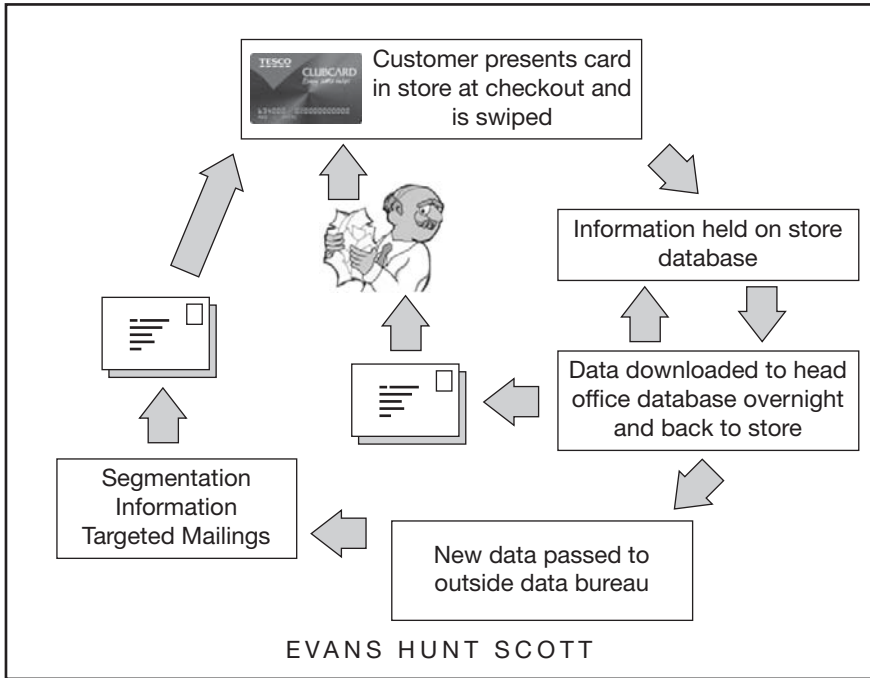 TESCO
CLUBCARD
Customer presents card
in store at checkout and
is swiped
Information held on store
database
Data downloaded to head
office database overnight
and back to store
Segmentation
Information
Targeted Mailings
New data passed to
outside data bureau
EVANS HUNT SCOTT